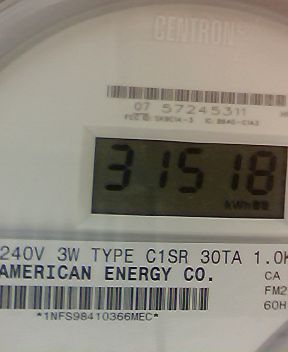 CENTRON
07 57245311
31518
kWh
240V 3W TYPE C1SR 30TA 1.0K
AMERICAN ENERGY CO.
CA
FM2
60H
*1NFS98410366MEC*